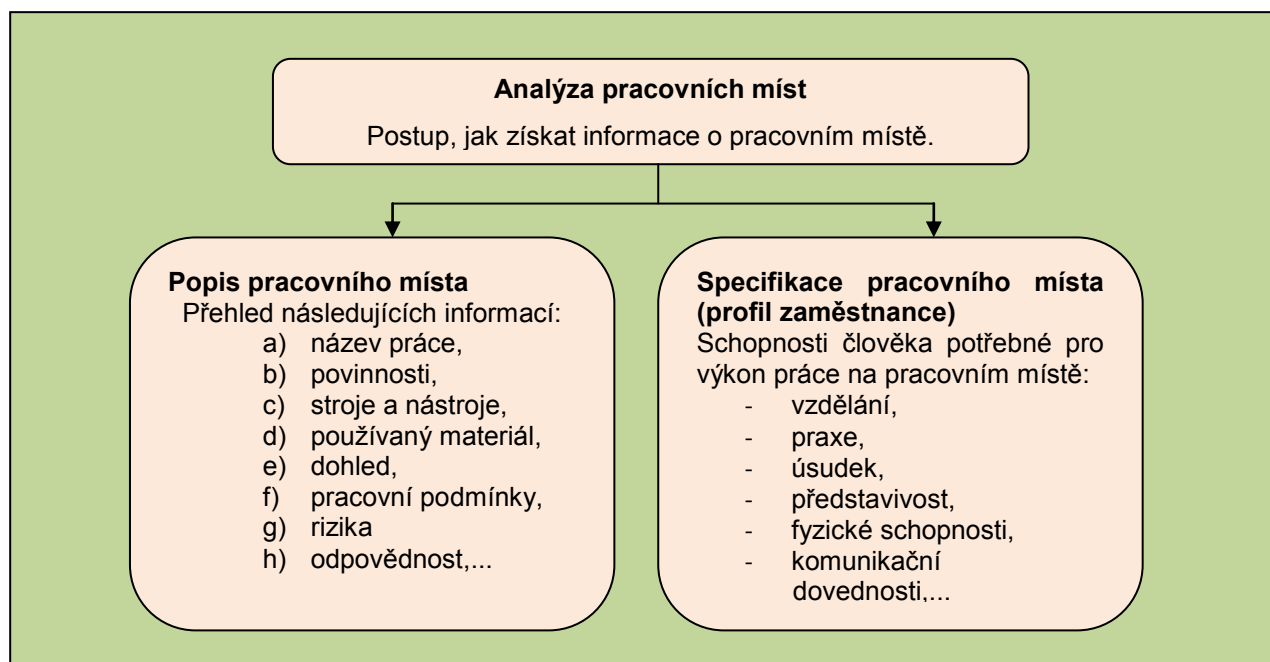 Analýza pracovních míst
Postup, jak získat informace o pracovním místě.
Popis pracovního místa
Přehled následujících informací:
a) název práce,
b) povinnosti,
c) stroje a nástroje,
d) používaný materiál,
e) dohled,
f) pracovní podmínky,
g) rizika
h) odpovědnost,...
Specifikace pracovního místa
(profil zaměstnance)
Schopnosti člověka potřebné pro
výkon práce na pracovním místě:
- vzdělání,
- praxe,
- úsudek,
- představivost,
- fyzické schopnosti,
- komunikační
dovednosti,...